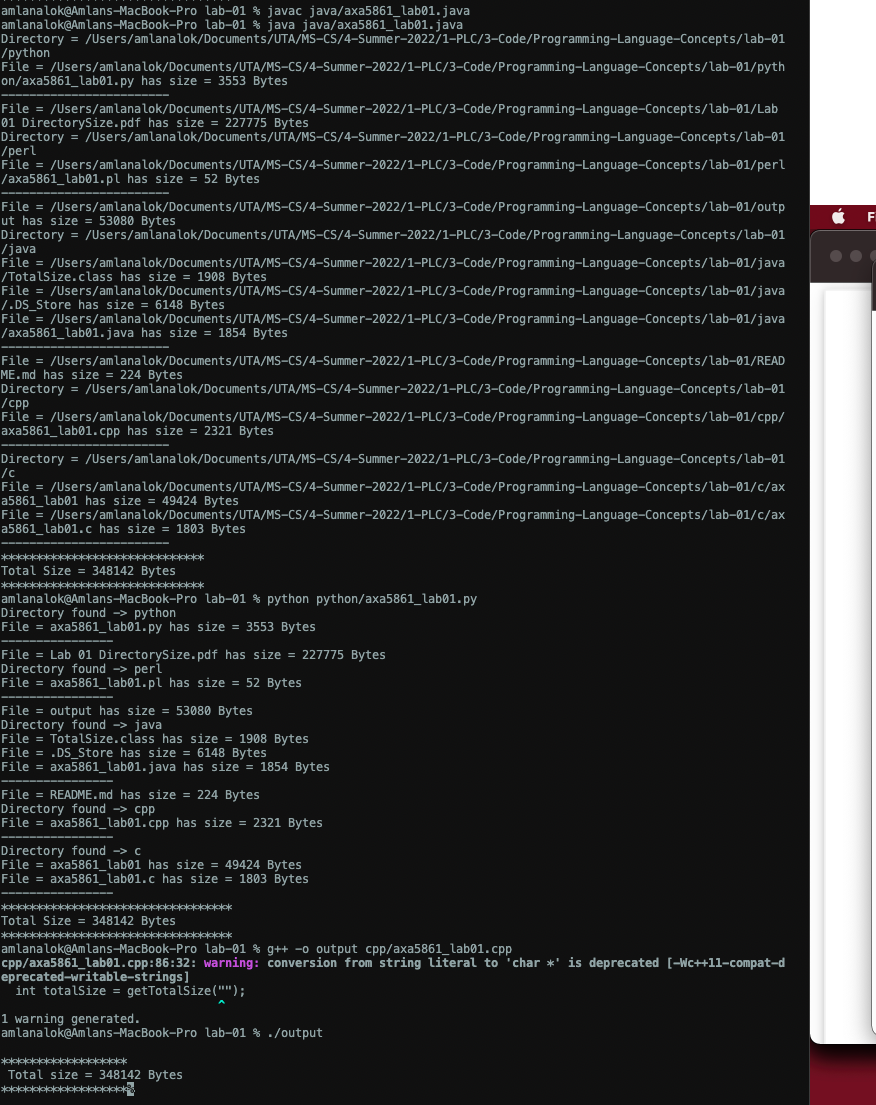 amlanalok@Amlans-MacBook-Pro lab-01 % javac java/axa5861_lab01.java
amlanalok@Amlans-MacBook-Pro lab-01 % java java/axa5861_lab01.java
Directory = /Users/amlanalok/Documents/UTA/MS-CS/4-Summer-2022/1-PLC/3-Code/Programming-Language-Concepts/lab-01
/python
File = /Users/amlanalok/Documents/UTA/MS-CS/4-Summer-2022/1-PLC/3-Code/Programming-Language-Concepts/lab-01/pyth
on/axa5861_lab01.py has size = 3553 Bytes
------------------------
File = /Users/amlanalok/Documents/UTA/MS-CS/4-Summer-2022/1-PLC/3-Code/Programming-Language-Concepts/lab-01/Lab
01 DirectorySize.pdf has size = 227775 Bytes
Directory = /Users/amlanalok/Documents/UTA/MS-CS/4-Summer-2022/1-PLC/3-Code/Programming-Language-Concepts/lab-01
/perl
File = /Users/amlanalok/Documents/UTA/MS-CS/4-Summer-2022/1-PLC/3-Code/Programming-Language-Concepts/lab-01/perl
/axa5861_lab01.pl has size = 52 Bytes
------------------------
File = /Users/amlanalok/Documents/UTA/MS-CS/4-Summer-2022/1-PLC/3-Code/Programming-Language-Concepts/lab-01/outp
ut has size = 53080 Bytes
Directory = /Users/amlanalok/Documents/UTA/MS-CS/4-Summer-2022/1-PLC/3-Code/Programming-Language-Concepts/lab-01
/java
File = /Users/amlanalok/Documents/UTA/MS-CS/4-Summer-2022/1-PLC/3-Code/Programming-Language-Concepts/lab-01/java
/TotalSize.class has size = 1908 Bytes
File = /Users/amlanalok/Documents/UTA/MS-CS/4-Summer-2022/1-PLC/3-Code/Programming-Language-Concepts/lab-01/java
/.DS_Store has size = 6148 Bytes
File = /Users/amlanalok/Documents/UTA/MS-CS/4-Summer-2022/1-PLC/3-Code/Programming-Language-Concepts/lab-01/java
/axa5861_lab01.java has size = 1854 Bytes
------------------------
File = /Users/amlanalok/Documents/UTA/MS-CS/4-Summer-2022/1-PLC/3-Code/Programming-Language-Concepts/lab-01/READ
ME.md has size = 224 Bytes
Directory = /Users/amlanalok/Documents/UTA/MS-CS/4-Summer-2022/1-PLC/3-Code/Programming-Language-Concepts/lab-01
/cpp
File = /Users/amlanalok/Documents/UTA/MS-CS/4-Summer-2022/1-PLC/3-Code/Programming-Language-Concepts/lab-01/cpp/
axa5861_lab01.cpp has size = 2321 Bytes
------------------------
Directory = /Users/amlanalok/Documents/UTA/MS-CS/4-Summer-2022/1-PLC/3-Code/Programming-Language-Concepts/lab-01
/c
File = /Users/amlanalok/Documents/UTA/MS-CS/4-Summer-2022/1-PLC/3-Code/Programming-Language-Concepts/lab-01/c/ax
a5861_lab01 has size = 49424 Bytes
File = /Users/amlanalok/Documents/UTA/MS-CS/4-Summer-2022/1-PLC/3-Code/Programming-Language-Concepts/lab-01/c/ax
a5861_lab01.c has size = 1803 Bytes
------------------------
*****************************
Total Size = 348142 Bytes
*****************************
amlanalok@Amlans-MacBook-Pro lab-01 % python python/axa5861_lab01.py
Directory found -> python
File = axa5861_lab01.py has size = 3553 Bytes
----------------
File = Lab 01 DirectorySize.pdf has size = 227775 Bytes
Directory found -> perl
File = axa5861_lab01.pl has size = 52 Bytes
----------------
File = output has size = 53080 Bytes
Directory found -> java
File = TotalSize.class has size = 1908 Bytes
File = .DS_Store has size = 6148 Bytes
File = axa5861_lab01.java has size = 1854 Bytes
----------------
File = README.md has size = 224 Bytes
Directory found -> cpp
File = axa5861_lab01.cpp has size = 2321 Bytes
----------------
Directory found -> c
File = axa5861_lab01 has size = 49424 Bytes
File = axa5861_lab01.c has size = 1803 Bytes
----------------
*********************************
Total Size = 348142 Bytes
*********************************
amlanalok@Amlans-MacBook-Pro lab-01 % g++ -o output cpp/axa5861_lab01.cpp
cpp/axa5861_lab01.cpp:86:32: warning: conversion from string literal to 'char *' is deprecated [-Wc++11-compat-d
eprecated-writable-strings]
  int totalSize = getTotalSize("");
                               ^
1 warning generated.
amlanalok@Amlans-MacBook-Pro lab-01 % ./output
******************
 Total size = 348142 Bytes
******************%
F